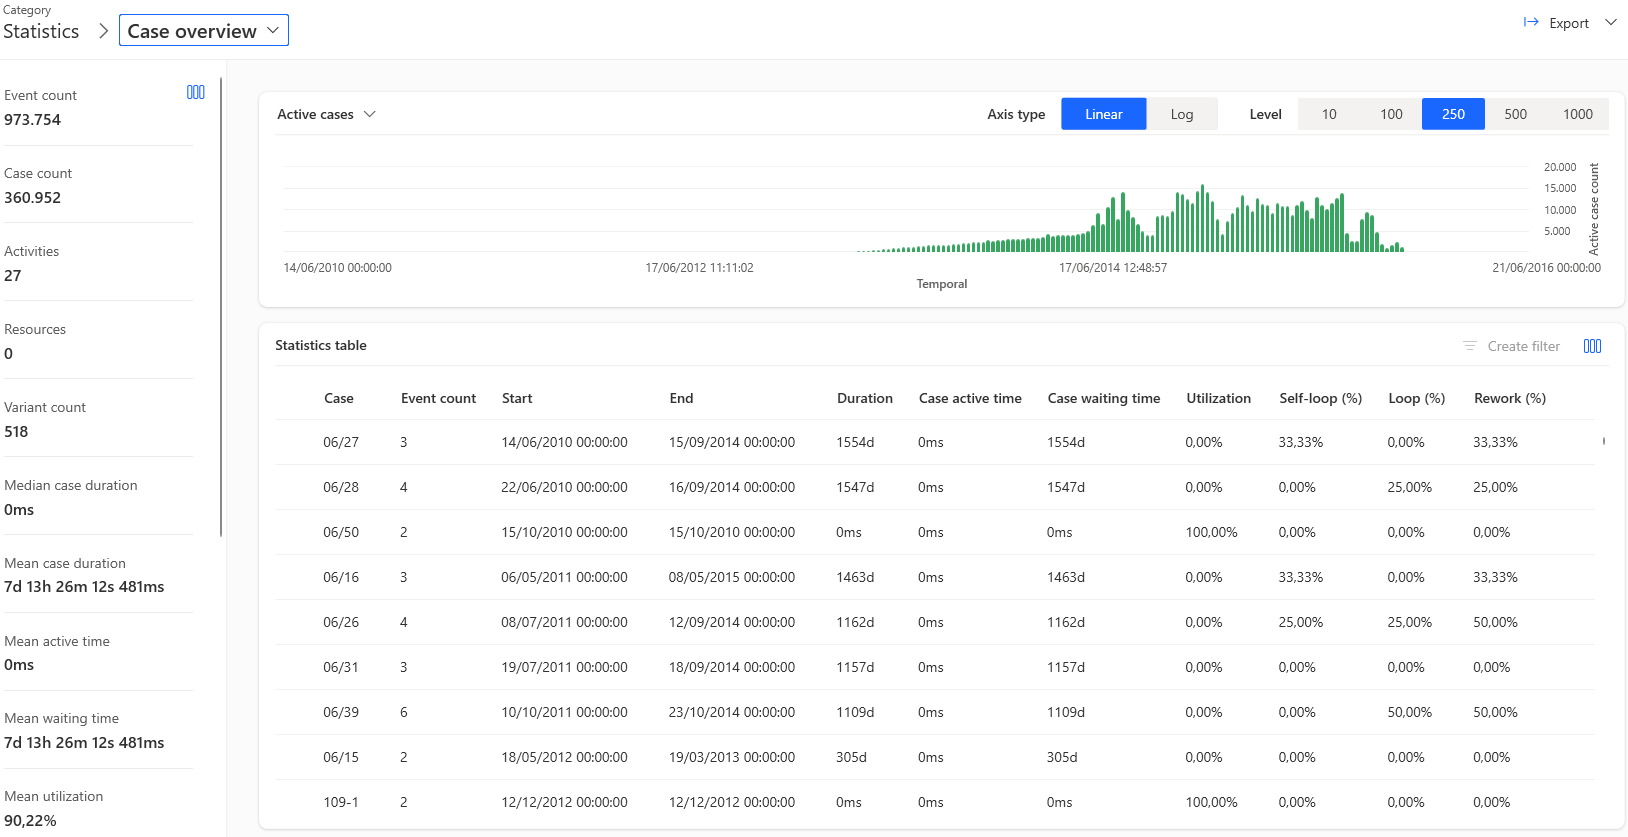 Category
Statistics
Case overview
Export
Event count
973.754
Case count
360.952
Activities
27
Resources
0
Variant count
518
Median case duration
0ms
Mean case duration
7d 13h 26m 12s 481ms
Mean active time
0ms
Mean waiting time
7d 13h 26m 12s 481ms
Mean utilization
90,22%
Active cases
Axis type Linear Log Level 10 100 250 500 1000
20.000
15.000
10.000
5.000
Active case count
14/06/2010 00:00:00 17/06/2012 11:11:02 17/06/2014 12:48:57 21/06/2016 00:00:00
Temporal
Statistics table
Create filter
Case Event count Start End Duration Case active time Case waiting time Utilization Self-loop (%) Loop (%) Rework (%)
06/27 3 14/06/2010 00:00:00 15/09/2014 00:00:00 1554d 0ms 1554d 0,00% 33,33% 0,00% 33,33%
06/28 4 22/06/2010 00:00:00 16/09/2014 00:00:00 1547d 0ms 1547d 0,00% 0,00% 25,00% 25,00%
06/50 2 15/10/2010 00:00:00 15/10/2010 00:00:00 0ms 0ms 0ms 100,00% 0,00% 0,00% 0,00%
06/16 3 06/05/2011 00:00:00 08/05/2015 00:00:00 1463d 0ms 1463d 0,00% 33,33% 0,00% 33,33%
06/26 4 08/07/2011 00:00:00 12/09/2014 00:00:00 1162d 0ms 1162d 0,00% 25,00% 25,00% 50,00%
06/31 3 19/07/2011 00:00:00 18/09/2014 00:00:00 1157d 0ms 1157d 0,00% 0,00% 0,00% 0,00%
06/39 6 10/10/2011 00:00:00 23/10/2014 00:00:00 1109d 0ms 1109d 0,00% 0,00% 50,00% 50,00%
06/15 2 18/05/2012 00:00:00 19/03/2013 00:00:00 305d 0ms 305d 0,00% 0,00% 0,00% 0,00%
109-1 2 12/12/2012 00:00:00 12/12/2012 00:00:00 0ms 0ms 0ms 100,00% 0,00% 0,00% 0,00%